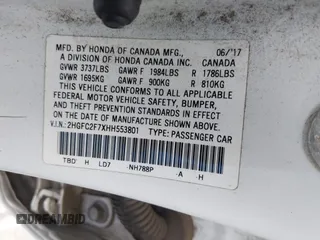 MFD. BY HONDA OF CANADA MFG., 06/'17
A DIVISION OF HONDA CANADA INC. CANADA
GVWR 3737LBS GAWR F 1984LBS R 1786LBS
GVWR 1695KG GAWR F 900KG R 810KG
THIS VEHICLE CONFORMS TO ALL APPLICABLE
FEDERAL MOTOR VEHICLE SAFETY, BUMPER,
AND THEFT PREVENTION STANDARDS IN EFFECT
ON THE DATE OF MANUFACTURE SHOWN ABOVE.
V.I.N.: 2HGFC2F7XHH553801 TYPE: PASSENGER CAR
TBD H LD7 NH788P -A H